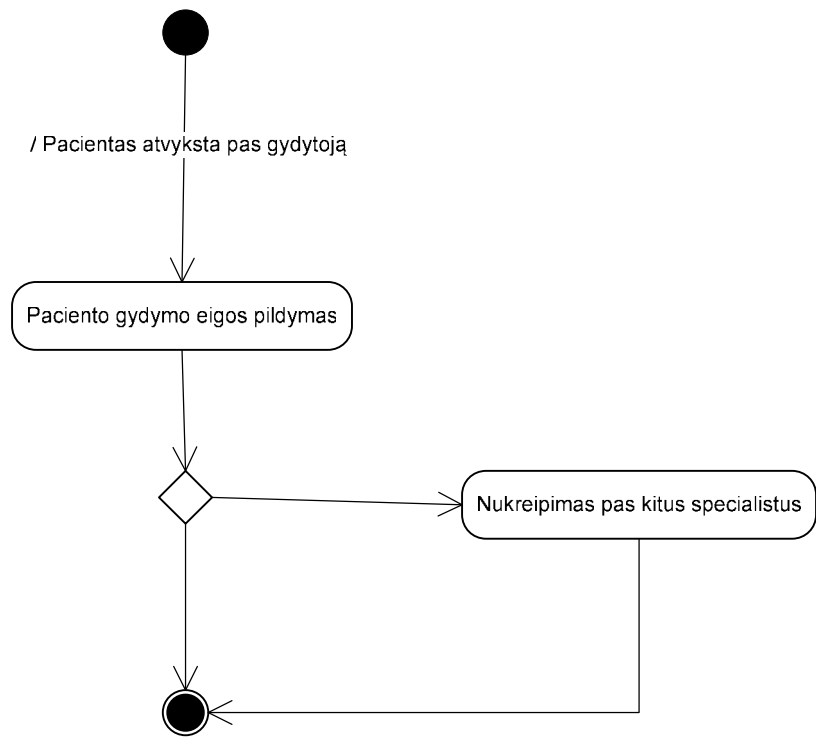 / Pacientas atvyksta pas gydytoją
Paciento gydymo eigos pildymas
Nukreipimas pas kitus specialistus